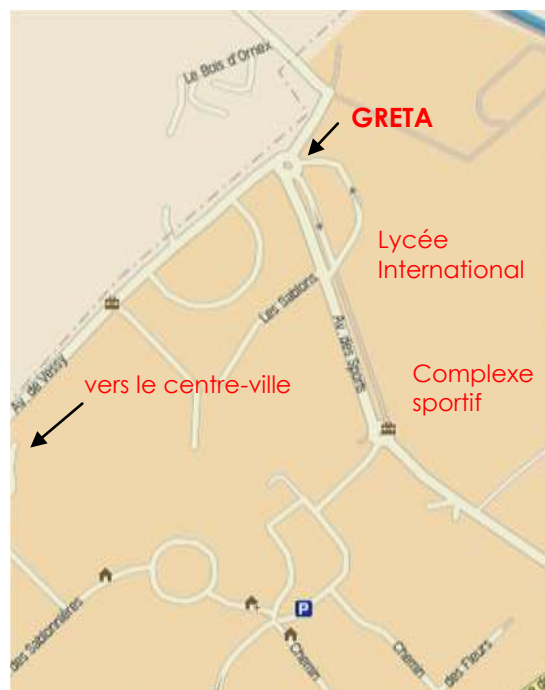 Le Bois d'Ornex
GRETA
Lycée
International
Les Sablons
Av. des Sports
Av. de Vessy
vers le centre-ville
Complexe
sportif
P
des Sablonnières
Chemin
Chemin
des Fleurs